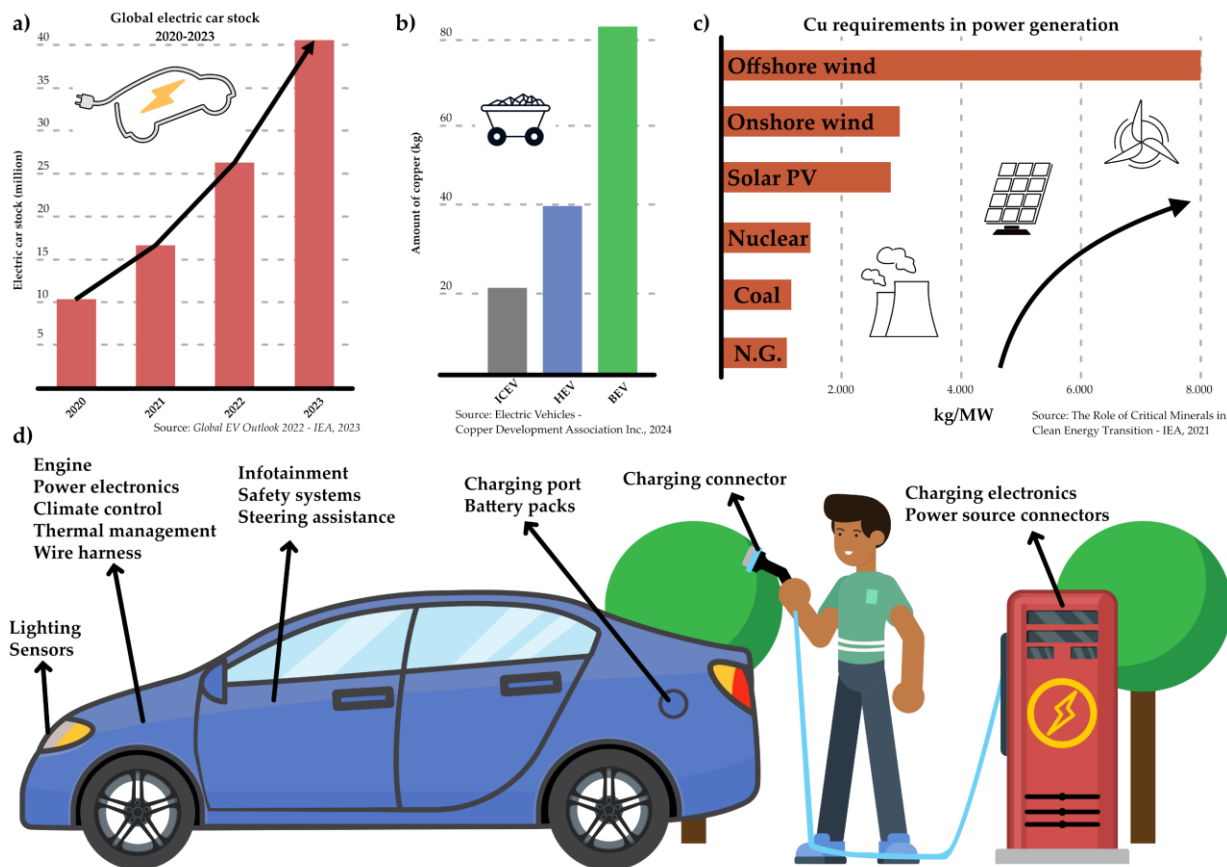 a)
Global electric car stock
2020-2023
Electric car stock (million)
40
35
30
25
20
15
10
5
2020
2021
2022
2023
Source: Global EV Outlook 2022 - IEA, 2023
b)
Amount of copper (kg)
80
60
40
20
ICEV
HEV
BEV
Source: Electric Vehicles -
Copper Development Association Inc., 2024
c)
Cu requirements in power generation
Offshore wind
Onshore wind
Solar PV
Nuclear
Coal
N.G.
2.000
4.000
6.000
8.000
kg/MW
Source: The Role of Critical Minerals in
Clean Energy Transition - IEA, 2021
d)
Engine
Power electronics
Climate control
Thermal management
Wire harness
Infotainment
Safety systems
Steering assistance
Charging port
Battery packs
Charging connector
Charging electronics
Power source connectors
Lighting
Sensors